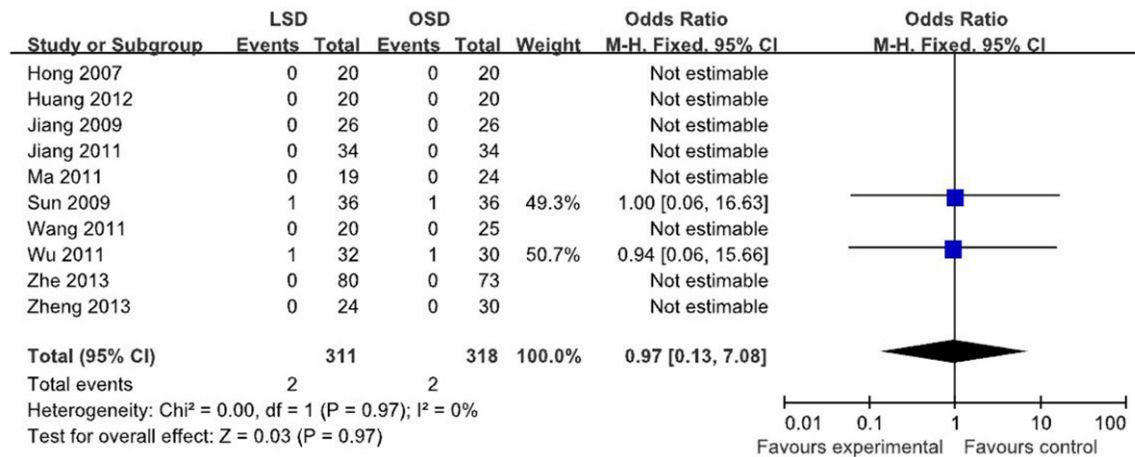 LSD OSD Odds Ratio Odds Ratio
Study or Subgroup Events Total Events Total Weight M-H. Fixed. 95% CI M-H. Fixed. 95% CI
Hong 2007 0 20 0 20 Not estimable
Huang 2012 0 20 0 20 Not estimable
Jiang 2009 0 26 0 26 Not estimable
Jiang 2011 0 34 0 34 Not estimable
Ma 2011 0 19 0 24 Not estimable
Sun 2009 1 36 1 36 49.3% 1.00 [0.06, 16.63]
Wang 2011 0 20 0 25 Not estimable
Wu 2011 1 32 1 30 50.7% 0.94 [0.06, 15.66]
Zhe 2013 0 80 0 73 Not estimable
Zheng 2013 0 24 0 30 Not estimable
Total (95% CI) 311 318 100.0% 0.97 [0.13, 7.08]
Total events 2 2
Heterogeneity: Chi² = 0.00, df = 1 (P = 0.97); I² = 0%
Test for overall effect: Z = 0.03 (P = 0.97)
0.01 0.1 1 10 100
Favours experimental Favours control